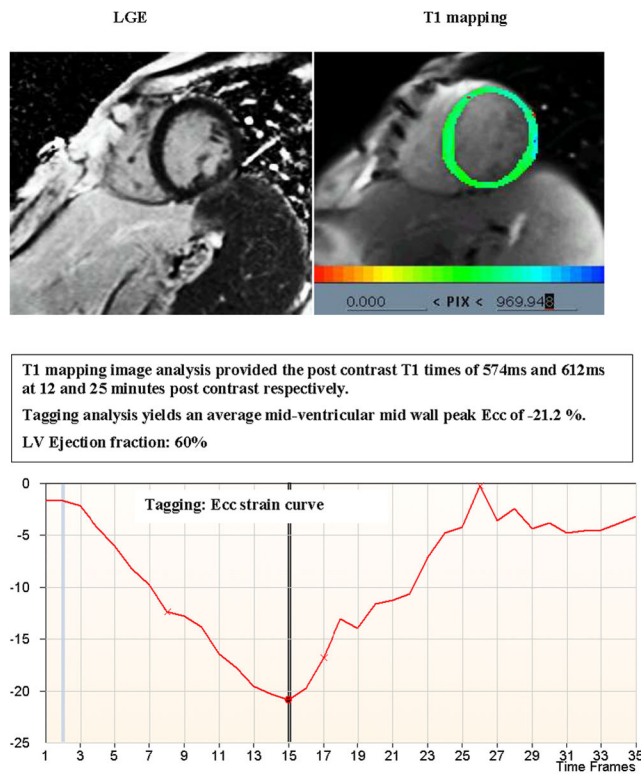 LGE
T1 mapping
0.000 < PIX < 969.948
T1 mapping image analysis provided the post contrast T1 times of 574ms and 612ms
at 12 and 25 minutes post contrast respectively.
Tagging analysis yields an average mid-ventricular mid wall peak Ecc of -21.2 %.
LV Ejection fraction: 60%
Tagging: Ecc strain curve
0
-5
-10
-15
-20
-25
1 3 5 7 9 11 13 15 17 19 21 23 25 27 29 31 33 35
Time Frames